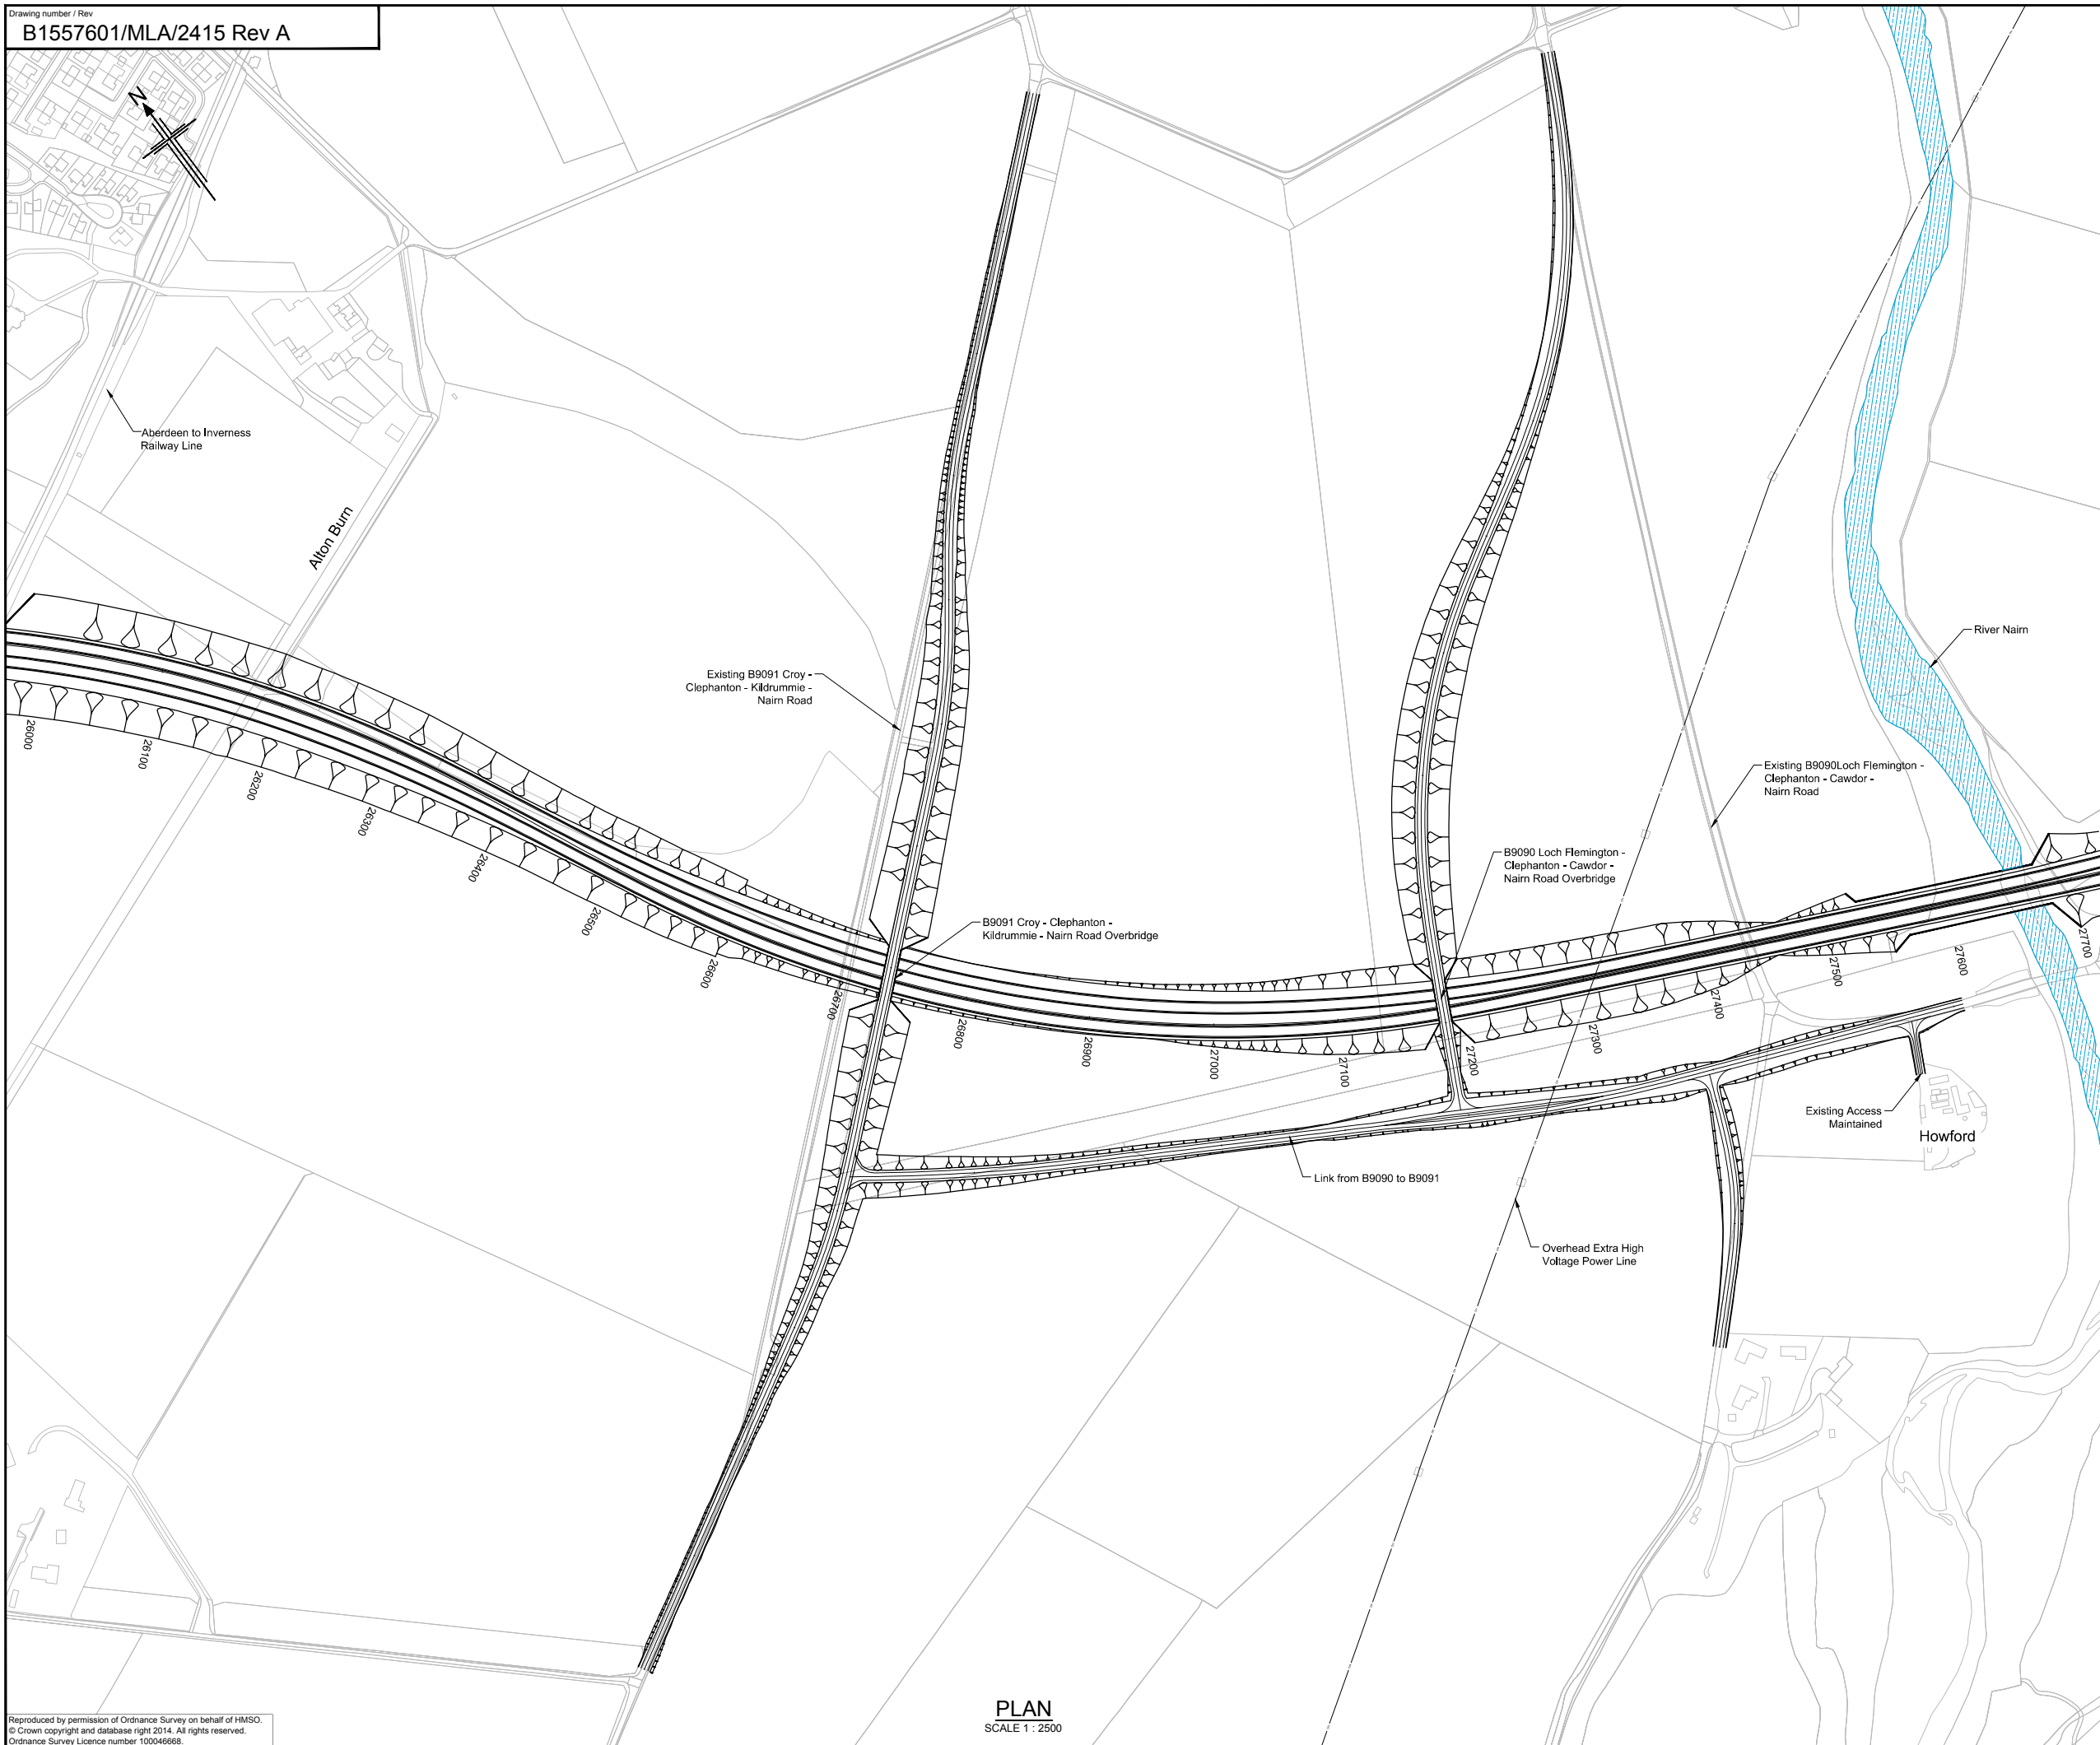 Drawing number / Rev
B1557601/MLA/2415 Rev A
N
Aberdeen to Inverness
Railway Line
Alton Burn
Existing B9091 Croy -
Clephanton - Kildrummie -
Nairn Road
River Nairn
Existing B9090Loch Flemington -
Clephanton - Cawdor -
Nairn Road
B9090 Loch Flemington -
Clephanton - Cawdor -
Nairn Road Overbridge
B9091 Croy - Clephanton -
Kildrummie - Nairn Road Overbridge
26000
26100
26200
26300
26400
26500
26600
26700
26800
26900
27000
27100
27200
27300
27400
27500
27600
27700
Existing Access
Maintained
Howford
Link from B9090 to B9091
Overhead Extra High
Voltage Power Line
PLAN
SCALE 1 : 2500
Reproduced by permission of Ordnance Survey on behalf of HMSO.
© Crown copyright and database right 2014. All rights reserved.
Ordnance Survey Licence number 100046668.